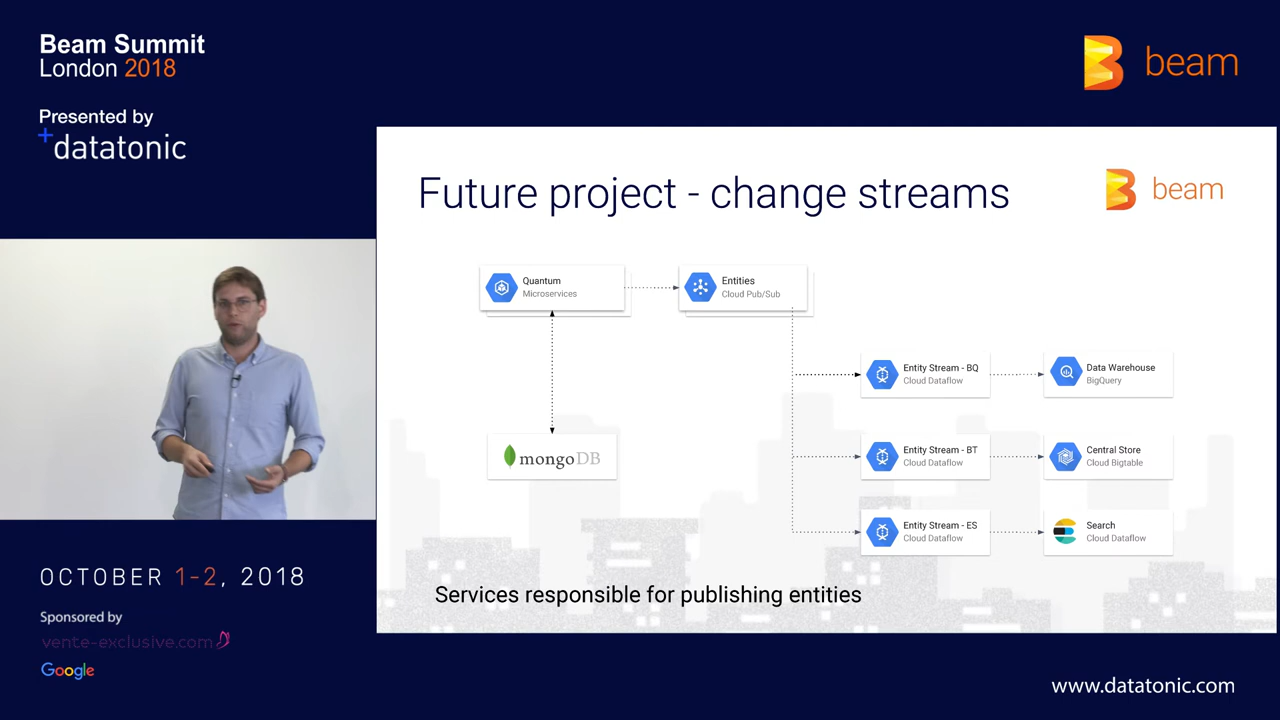 Beam Summit
London 2018
Presented by
datatonic
beam
Future project - change streams
beam
Quantum
Microservices
Entities
Cloud Pub/Sub
Entity Stream - BQ
Cloud Dataflow
Data Warehouse
BigQuery
mongoDB
Entity Stream - BT
Cloud Dataflow
Central Store
Cloud Bigtable
Entity Stream - ES
Cloud Dataflow
Search
Cloud Dataflow
Services responsible for publishing entities
OCTOBER 1-2, 2018
Sponsored by
vente-exclusive.com
Google
www.datatonic.com